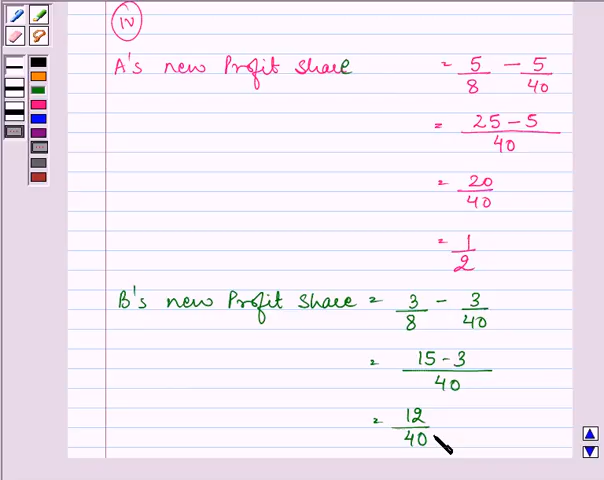 iv
A's new Profit share = 5/8 - 5/40
= 25 - 5/40
= 20/40
= 1/2
B's new Profit share = 3/8 - 3/40
= 15 - 3/40
= 12/40